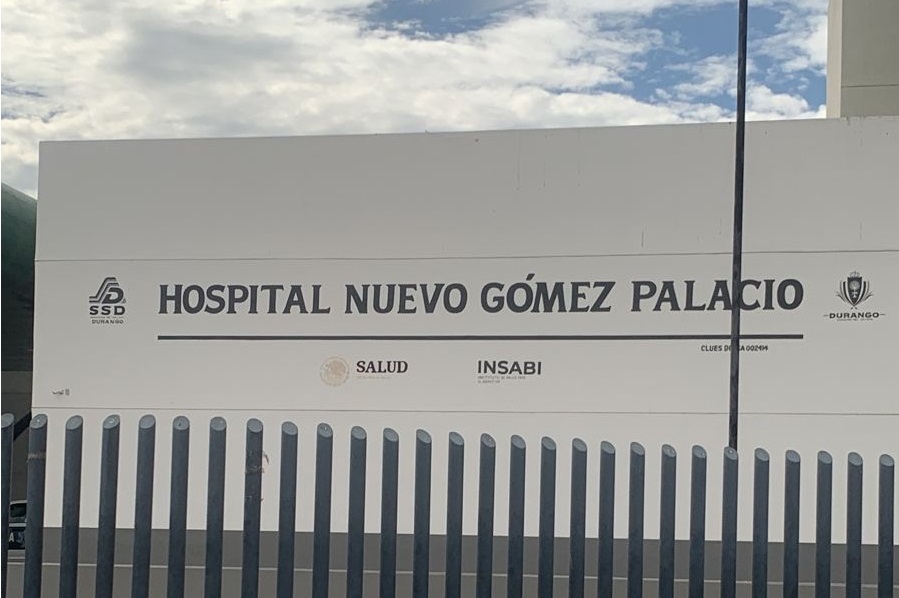 SSD
DURANGO
HOSPITAL NUEVO GÓMEZ PALACIO
DURANGO
SALUD
INSABI